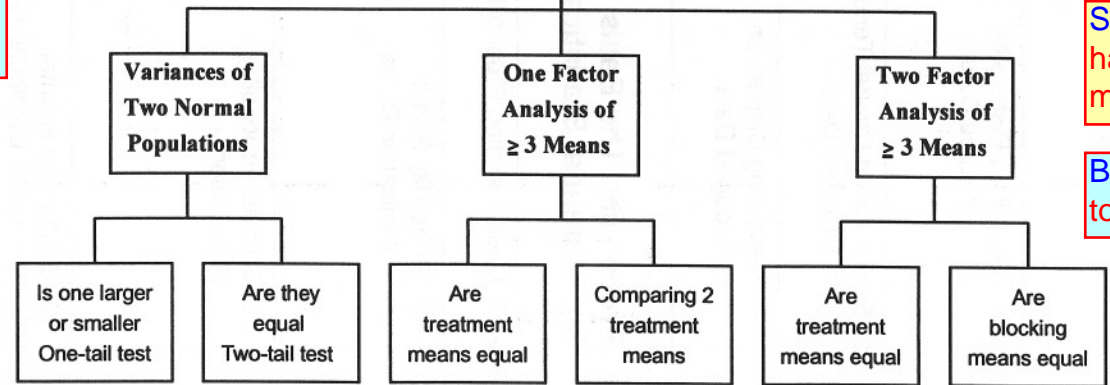 Variances of
Two Normal
Populations
One Factor
Analysis of
≥ 3 Means
Two Factor
Analysis of
≥ 3 Means
Is one larger
or smaller
One-tail test
Are they
equal
Two-tail test
Are
treatment
means equal
Comparing 2
treatment
means
Are
treatment
means equal
Are
blocking
means equal